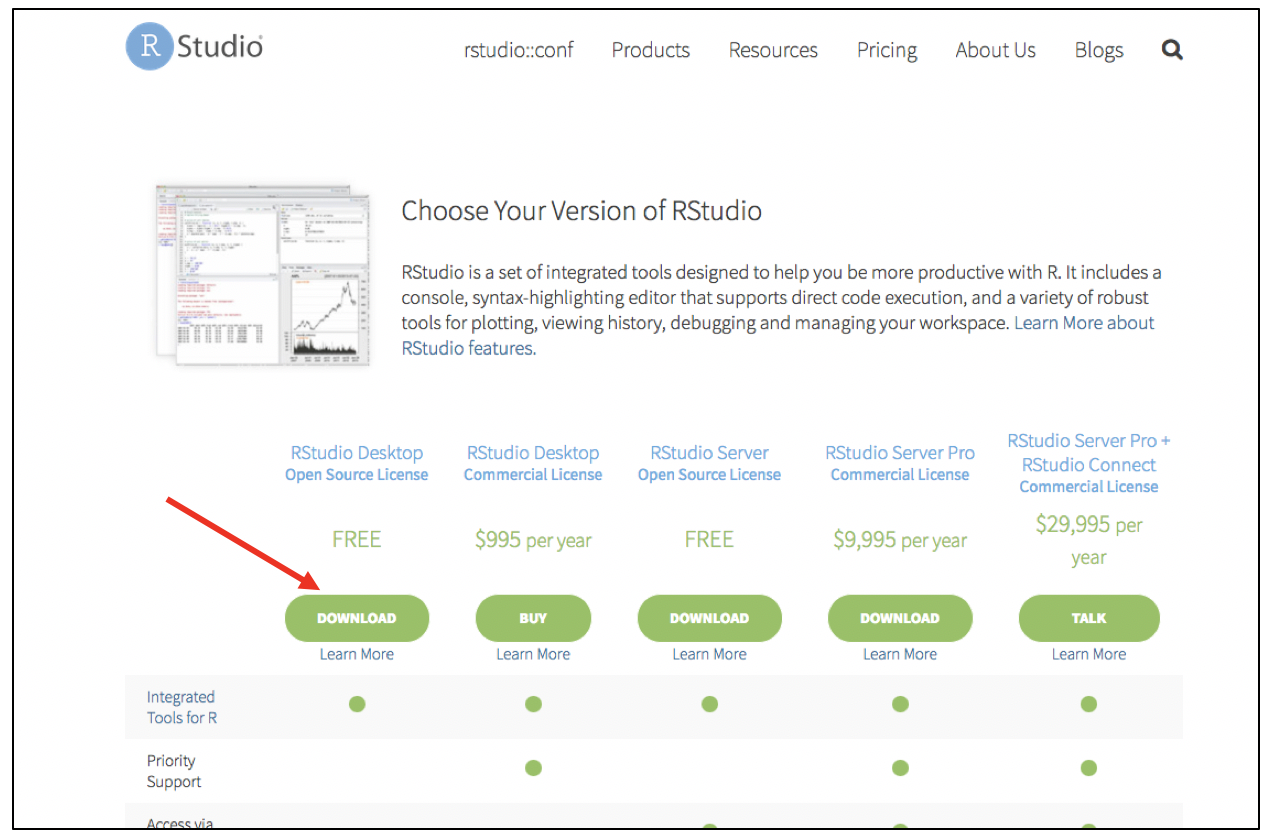 R Studio
rstudio::conf Products Resources Pricing About Us Blogs
Choose Your Version of RStudio
RStudio is a set of integrated tools designed to help you be more productive with R. It includes a
console, syntax-highlighting editor that supports direct code execution, and a variety of robust
tools for plotting, viewing history, debugging and managing your workspace. Learn More about
RStudio features.
RStudio Desktop
Open Source License
FREE
DOWNLOAD
Learn More
RStudio Desktop
Commercial License
$995 per year
BUY
Learn More
RStudio Server
Open Source License
FREE
DOWNLOAD
Learn More
RStudio Server Pro
Commercial License
$9,995 per year
DOWNLOAD
Learn More
RStudio Server Pro +
RStudio Connect
Commercial License
$29,995 per
year
TALK
Learn More
Integrated
Tools for R
Priority
Support
Access via